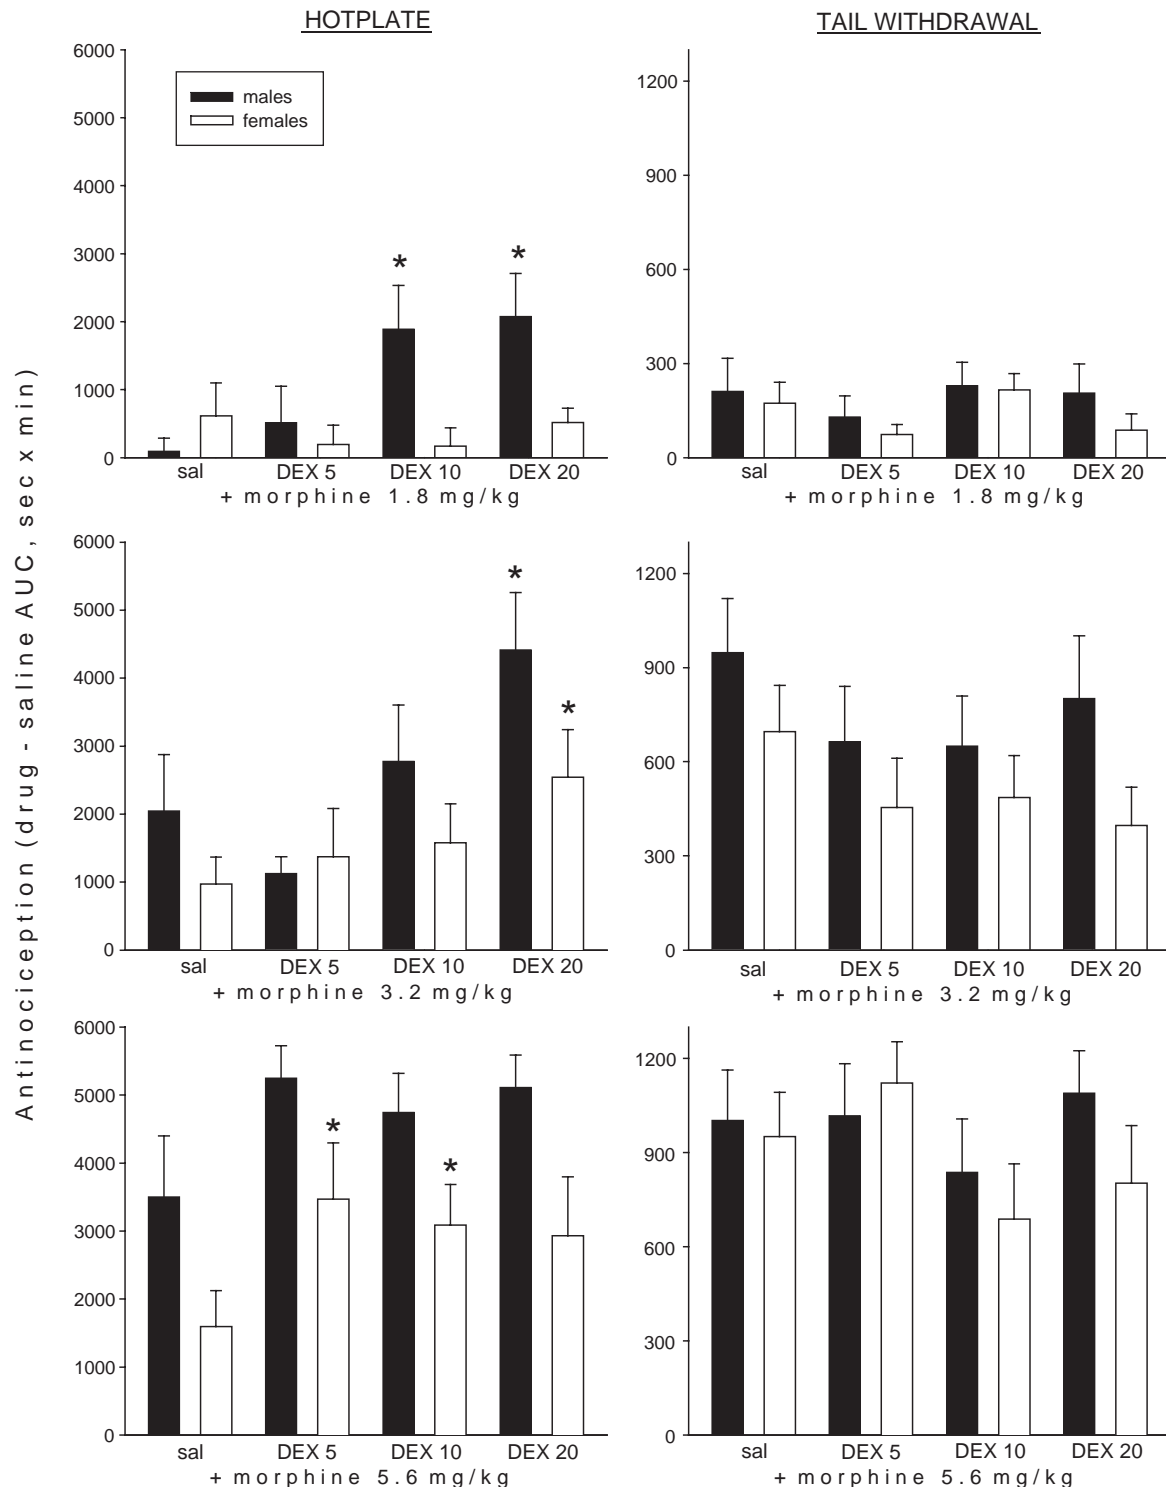 HOTPLATE
TAIL WITHDRAWAL
Antinociception (drug - saline AUC, sec x min)
6000
5000
4000
3000
2000
1000
0
males
females
*
*
sal DEX 5 DEX 10 DEX 20
+ morphine 1.8 mg/kg
1200
900
600
300
0
sal DEX 5 DEX 10 DEX 20
+ morphine 1.8 mg/kg
6000
5000
4000
3000
2000
1000
0
*
*
sal DEX 5 DEX 10 DEX 20
+ morphine 3.2 mg/kg
1200
900
600
300
0
sal DEX 5 DEX 10 DEX 20
+ morphine 3.2 mg/kg
6000
5000
4000
3000
2000
1000
0
*
*
sal DEX 5 DEX 10 DEX 20
+ morphine 5.6 mg/kg
1200
900
600
300
0
sal DEX 5 DEX 10 DEX 20
+ morphine 5.6 mg/kg